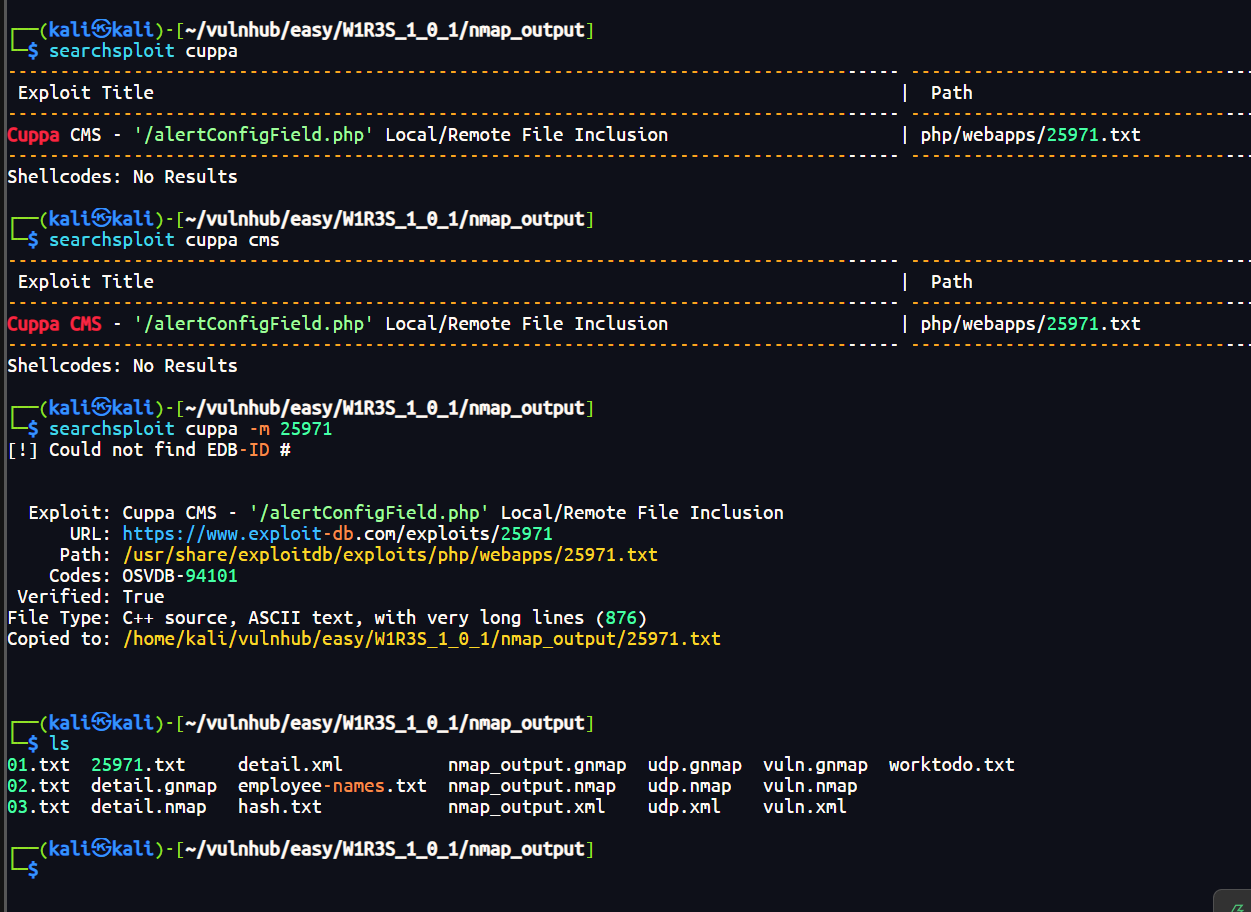 ┌──(kali㉿kali)-[~/vulnhub/easy/W1R3S_1_0_1/nmap_output]
└─$ searchsploit cuppa
Exploit Title | Path
Cuppa CMS - '/alertConfigField.php' Local/Remote File Inclusion | php/webapps/25971.txt
Shellcodes: No Results
┌──(kali㉿kali)-[~/vulnhub/easy/W1R3S_1_0_1/nmap_output]
└─$ searchsploit cuppa cms
Exploit Title | Path
Cuppa CMS - '/alertConfigField.php' Local/Remote File Inclusion | php/webapps/25971.txt
Shellcodes: No Results
┌──(kali㉿kali)-[~/vulnhub/easy/W1R3S_1_0_1/nmap_output]
└─$ searchsploit cuppa -m 25971
[!] Could not find EDB-ID #
Exploit: Cuppa CMS - '/alertConfigField.php' Local/Remote File Inclusion
URL: https://www.exploit-db.com/exploits/25971
Path: /usr/share/exploitdb/exploits/php/webapps/25971.txt
Codes: OSVDB-94101
Verified: True
File Type: C++ source, ASCII text, with very long lines (876)
Copied to: /home/kali/vulnhub/easy/W1R3S_1_0_1/nmap_output/25971.txt
┌──(kali㉿kali)-[~/vulnhub/easy/W1R3S_1_0_1/nmap_output]
└─$ ls
01.txt 25971.txt detail.xml nmap_output.gnmap udp.gnmap vuln.gnmap worktodo.txt
02.txt detail.gnmap employee-names.txt nmap_output.nmap udp.nmap vuln.nmap
03.txt detail.nmap hash.txt nmap_output.xml udp.xml vuln.xml
┌──(kali㉿kali)-[~/vulnhub/easy/W1R3S_1_0_1/nmap_output]
└─$